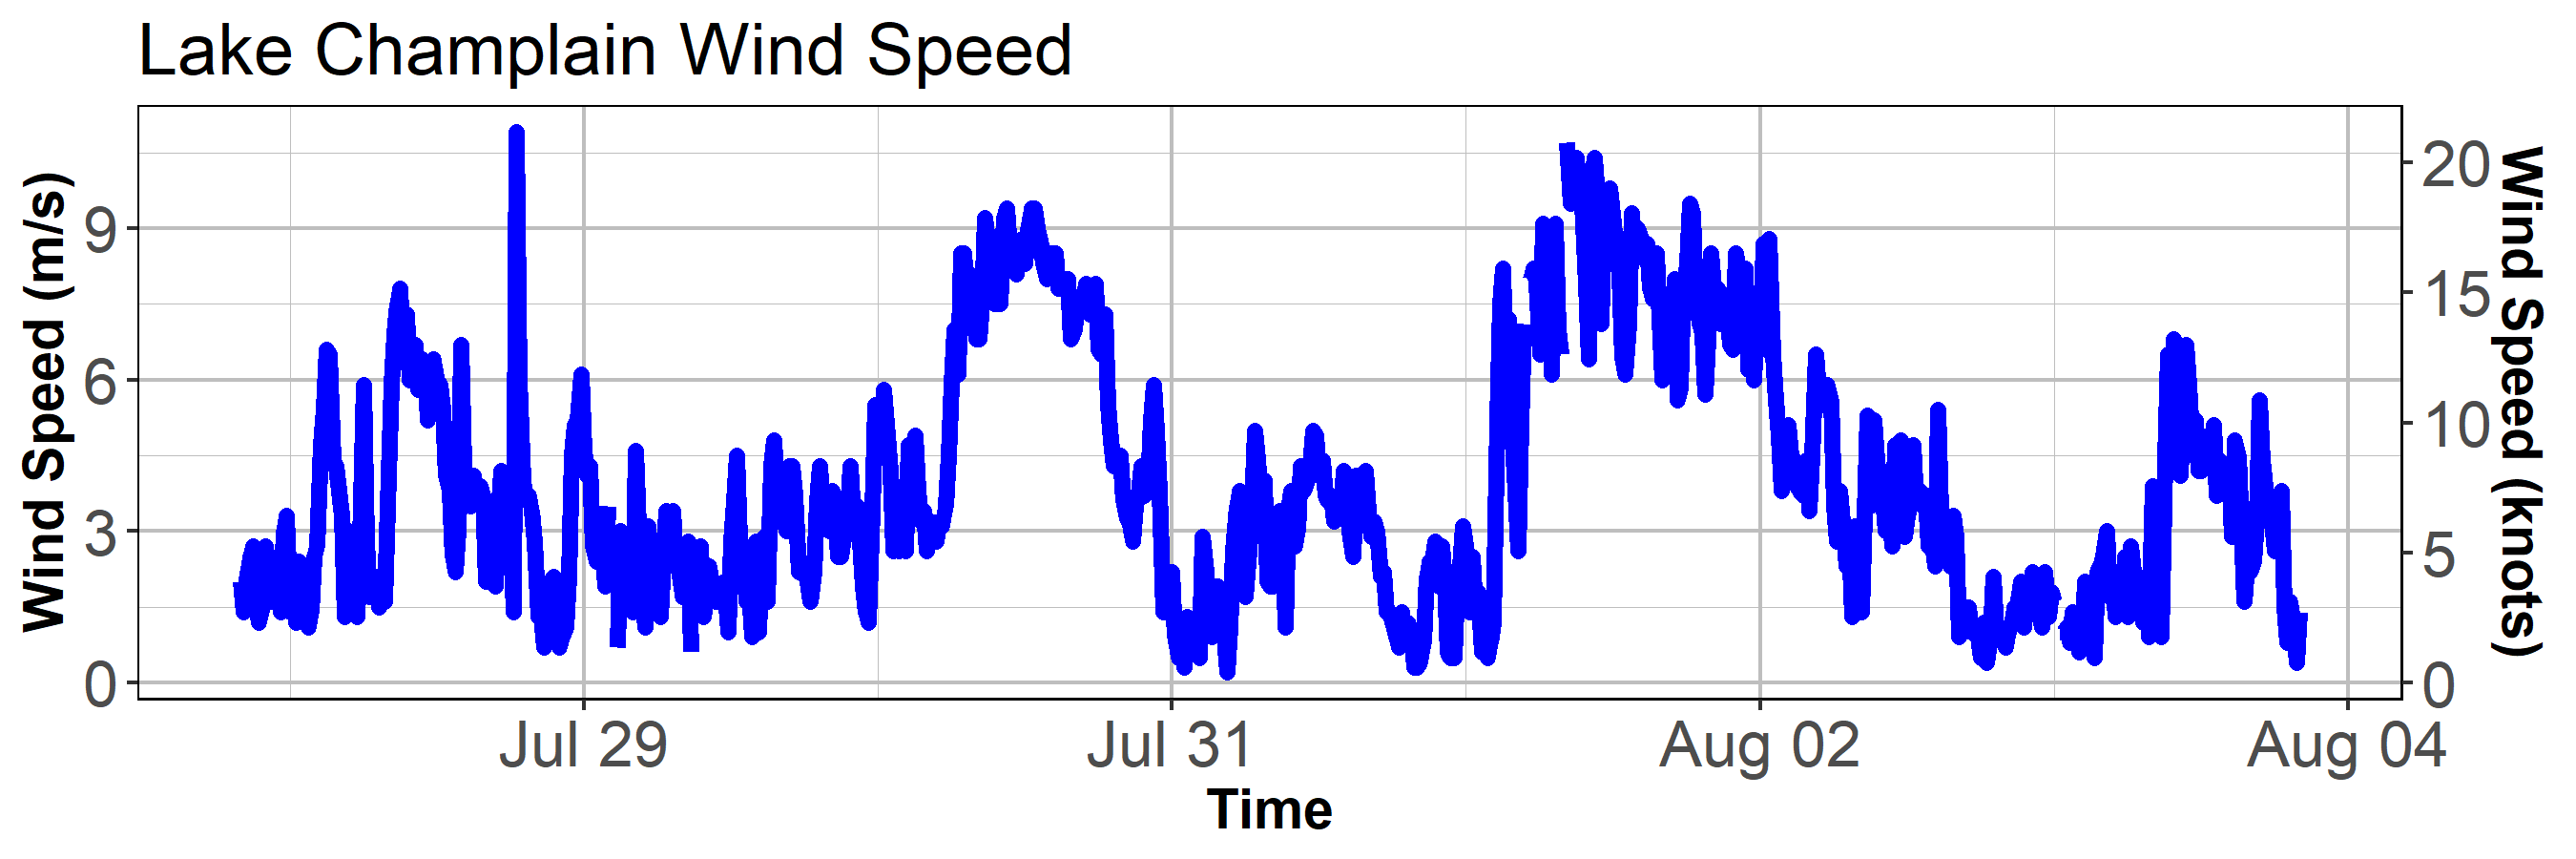 Lake Champlain Wind Speed
Wind Speed (m/s)
9
6
3
0
20
15
10
5
0
Wind Speed (knots)
Jul 29
Jul 31
Aug 02
Aug 04
Time